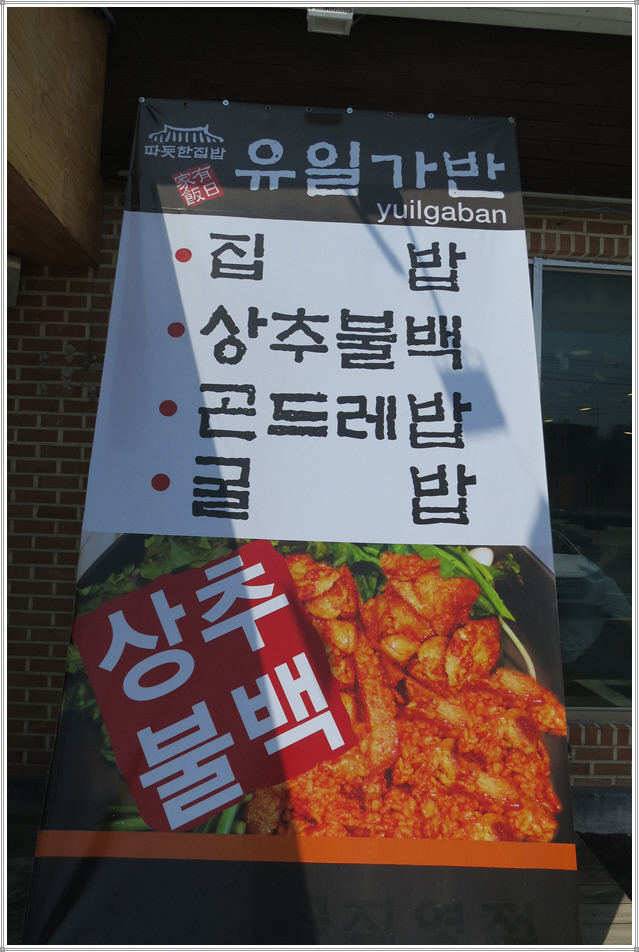 따듯한집밥
유일가반
家有
飯日
yuilgaban
집 밥
상추불백
곤드레밥
굴 밥
상추
불백